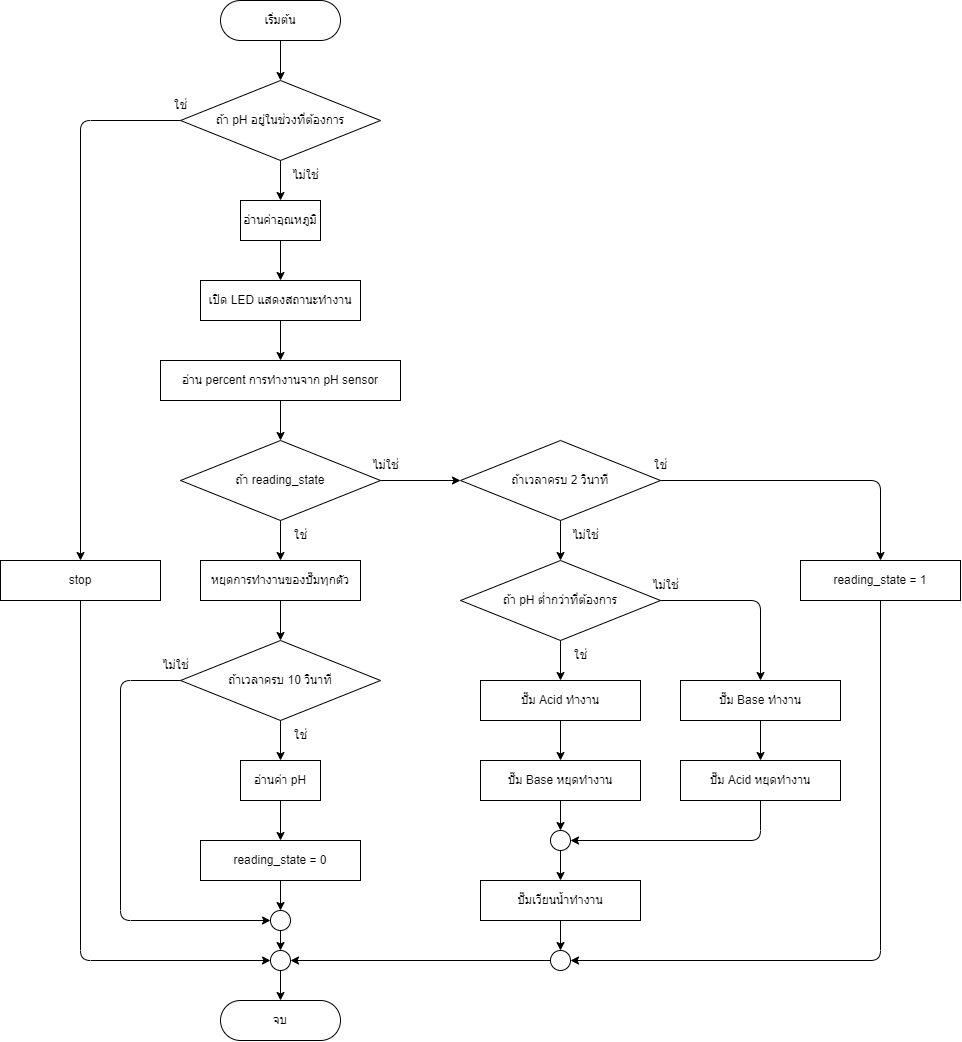 เริ่มต้น
ใช่
ถ้า pH อยู่ในช่วงที่ต้องการ
ไม่ใช่
อ่านค่าอุณหภูมิ
เปิด LED แสดงสถานะทำงาน
อ่าน percent การทำงานจาก pH sensor
ถ้า reading_state
ไม่ใช่
ถ้าเวลาครบ 2 วินาที
ใช่
ใช่
ไม่ใช่
stop
หยุดการทำงานของปั๊มทุกตัว
ถ้า pH ต่ำกว่าที่ต้องการ
ไม่ใช่
reading_state = 1
ไม่ใช่
ถ้าเวลาครบ 10 วินาที
ใช่
ปั๊ม Acid ทำงาน
ปั๊ม Base ทำงาน
ใช่
อ่านค่า pH
ปั๊ม Base หยุดทำงาน
ปั๊ม Acid หยุดทำงาน
reading_state = 0
ปั๊มเวียนน้ำทำงาน
จบ